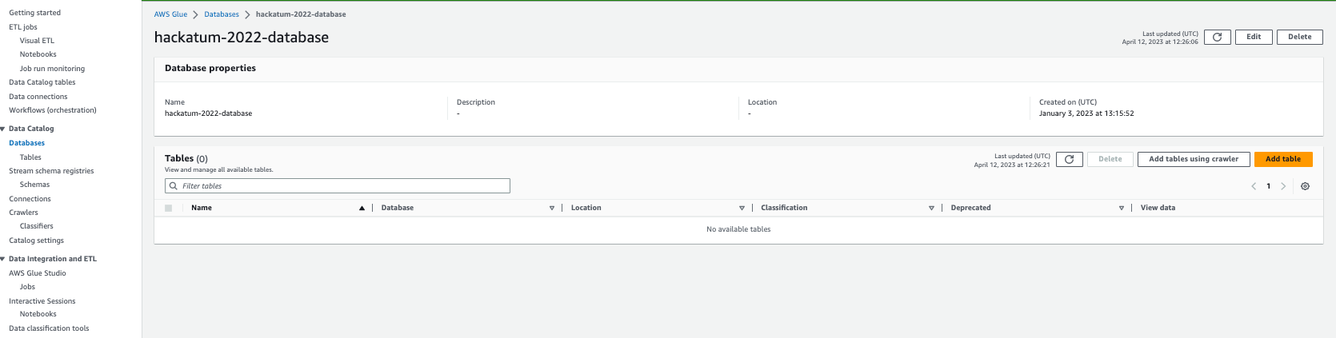 Getting started
ETL jobs
Visual ETL
Notebooks
Job run monitoring
Data Catalog tables
Data connections
Workflows (orchestration)
Data Catalog
Databases
Tables
Stream schema registries
Schemas
Connections
Crawlers
Classifiers
Catalog settings
Data Integration and ETL
AWS Glue Studio
Jobs
Interactive Sessions
Notebooks
Data classification tools
AWS Glue > Databases > hackatum-2022-database
hackatum-2022-database
Last updated (UTC)
April 12, 2023 at 12:26:06
Edit Delete
Database properties
Name Description Location Created on (UTC)
hackatum-2022-database - - January 3, 2023 at 13:15:52
Tables (0)
View and manage all available tables.
Last updated (UTC)
April 12, 2023 at 12:26:21
Delete Add tables using crawler Add table
Filter tables
1
Name Database Location Classification Deprecated View data
No available tables